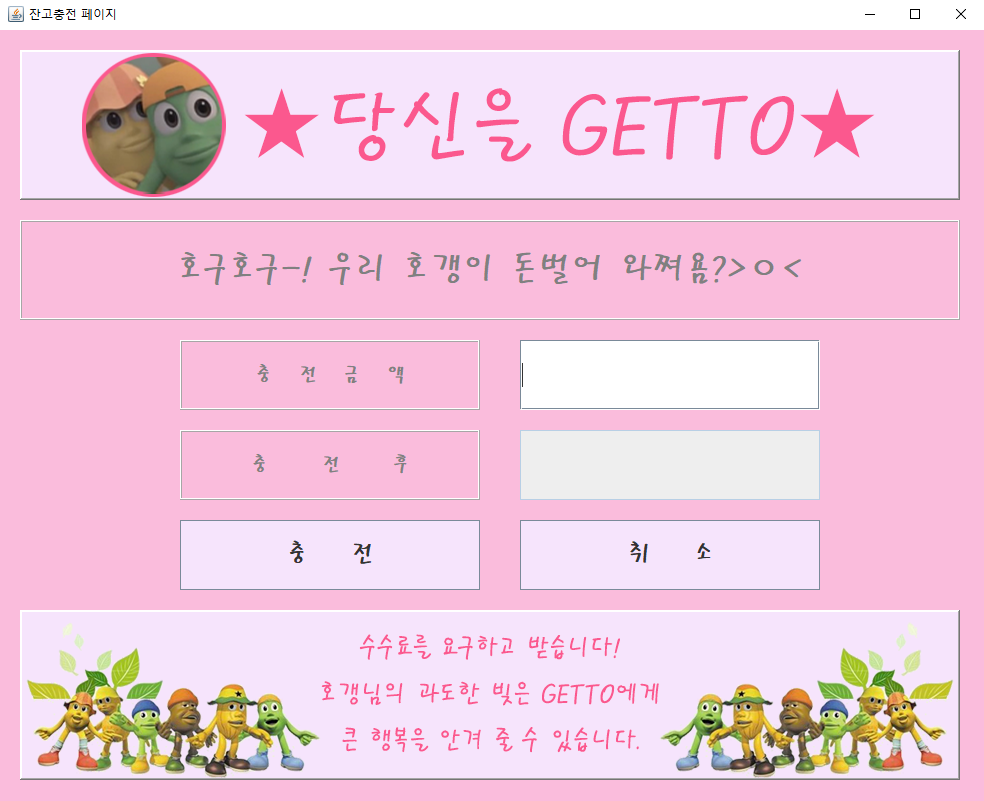 잔고충전 페이지
★당신을 GETTO★
호구호구~! 우리 호갱이 돈벌어 와쪄욤?>ㅇ<
충 전 금 액
충 전 후
충 전
취 소
수수료를 요구하고 받습니다!
호갱님의 과도한 빚은 GETTO에게
큰 행복을 안겨 줄 수 있습니다.